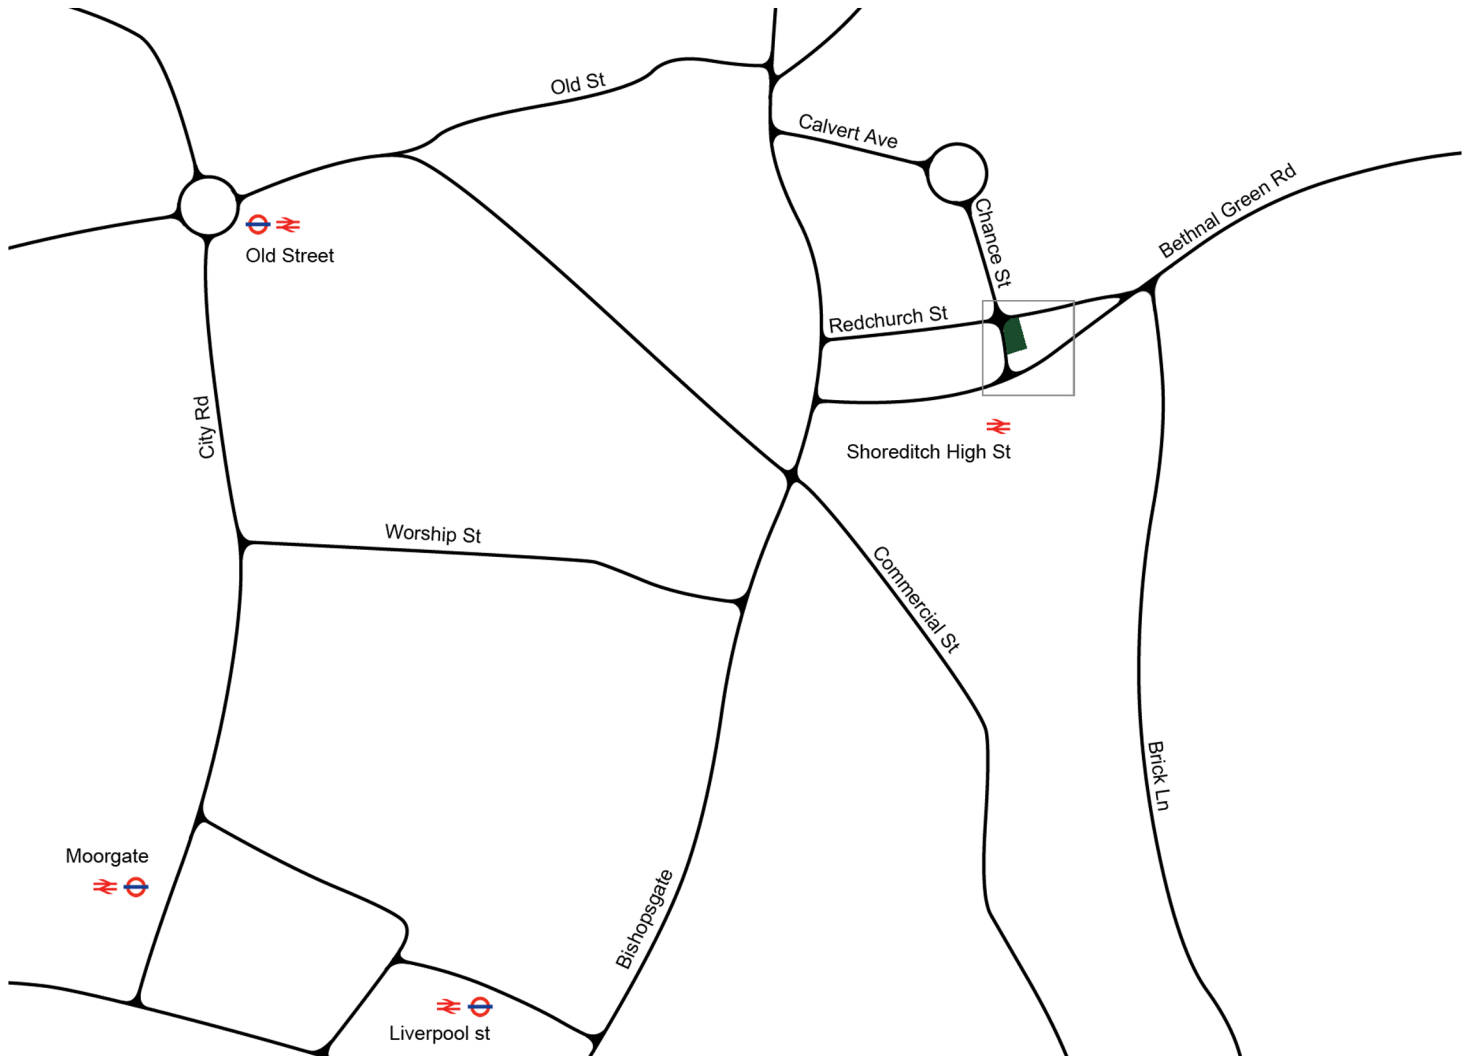 Old St
Calvert Ave
Bethnal Green Rd
Chance St
Old Street
Redchurch St
City Rd
Shoreditch High St
Worship St
Commercial St
Brick Ln
Moorgate
Bishopsgate
Liverpool st